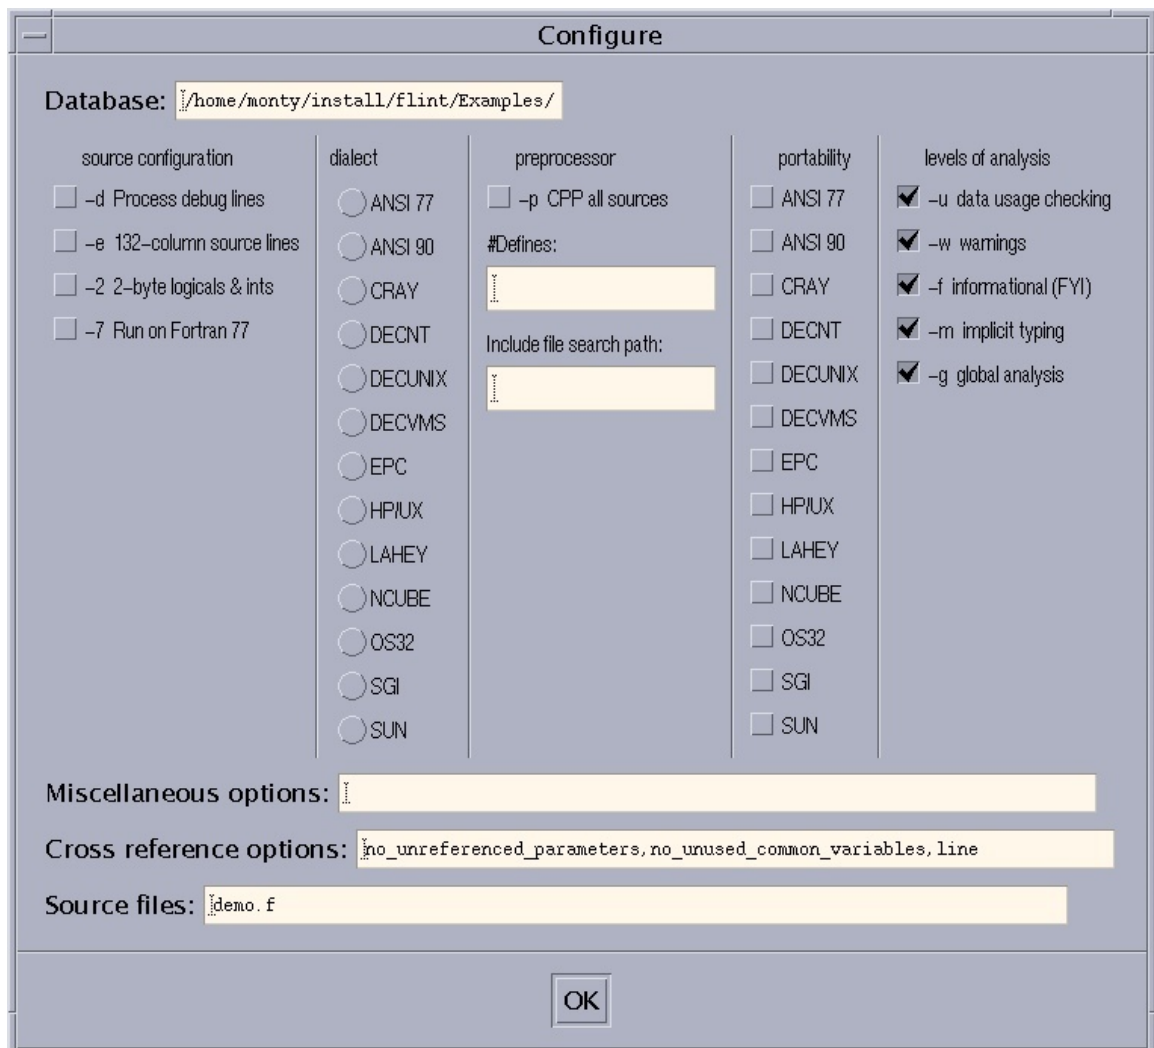 Configure
Database: /home/monty/install/flint/Examples/
source configuration
-d Process debug lines
-e 132-column source lines
-2 2-byte logicals & ints
-7 Run on Fortran 77
dialect
ANSI 77
ANSI 90
CRAY
DECNT
DECUNIX
DECVMS
EPC
HP/UX
LAHEY
NCUBE
OS32
SGI
SUN
preprocessor
-p CPP all sources
#Defines:
Include file search path:
portability
ANSI 77
ANSI 90
CRAY
DECNT
DECUNIX
DECVMS
EPC
HP/UX
LAHEY
NCUBE
OS32
SGI
SUN
levels of analysis
-u data usage checking
-w warnings
-f informational (FYI)
-m implicit typing
-g global analysis
Miscellaneous options:
Cross reference options: no_unreferenced_parameters,no_unused_common_variables,line
Source files: demo.f
OK